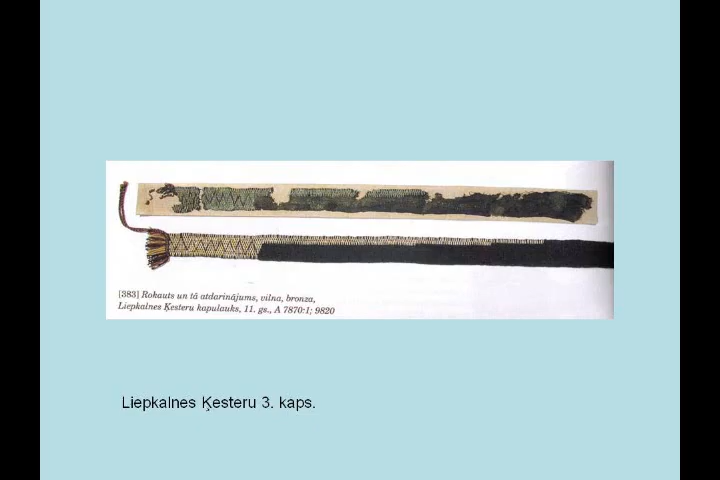 [383] Rokauts un tā atdarinājums, vilna, bronza,
Liepkalnes Ķesteru kapulauks, 11. gs., A 7870:1; 9820
Liepkalnes Ķesteru 3. kaps.